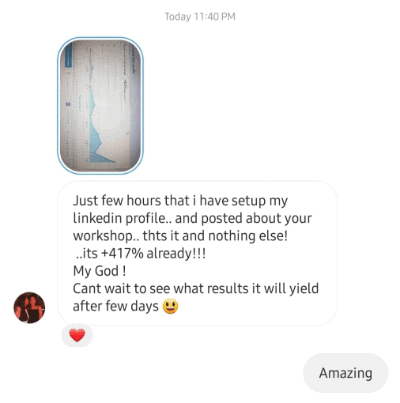 Today 11:40 PM
Just few hours that i have setup my
linkedin profile.. and posted about your
workshop.. thts it and nothing else!
..its +417% already!!!
My God !
Cant wait to see what results it will yield
after few days 😃
Amazing